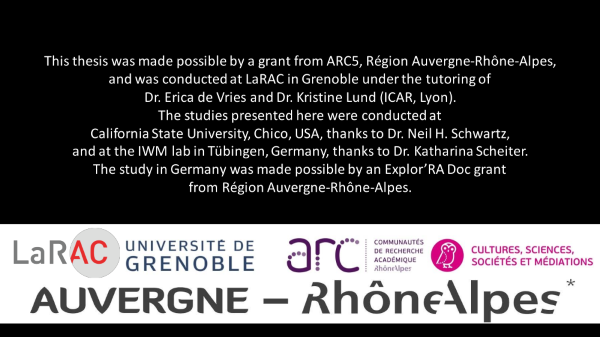 This thesis was made possible by a grant from ARC5, Région Auvergne-Rhône-Alpes,
and was conducted at LaRAC in Grenoble under the tutoring of
Dr. Erica de Vries and Dr. Kristine Lund (ICAR, Lyon).
The studies presented here were conducted at
California State University, Chico, USA, thanks to Dr. Neil H. Schwartz,
and at the IWM lab in Tübingen, Germany, thanks to Dr. Katharina Scheiter.
The study in Germany was made possible by an Explor’RA Doc grant
from Région Auvergne-Rhône-Alpes.
LaRAC
UNIVERSITÉ DE
GRENOBLE
arc
COMMUNAUTÉS
DE RECHERCHE
ACADÉMIQUE
RhôneAlpes
CULTURES, SCIENCES,
SOCIÉTÉS ET MÉDIATIONS
AUVERGNE – RhôneAlpes*